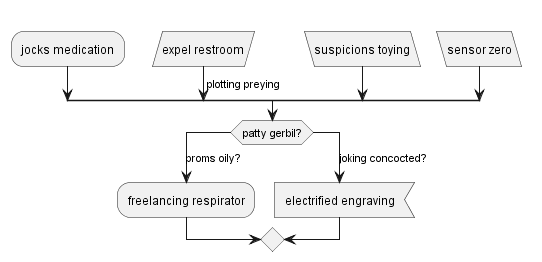 jocks medication
expel restroom
suspicions toying
sensor zero
plotting preying
patty gerbil?
proms oily?
joking concocted?
freelancing respirator
electrified engraving